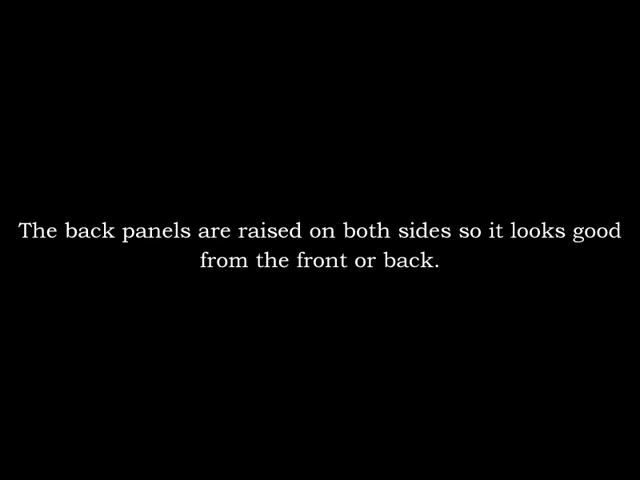 The back panels are raised on both sides so it looks good
from the front or back.